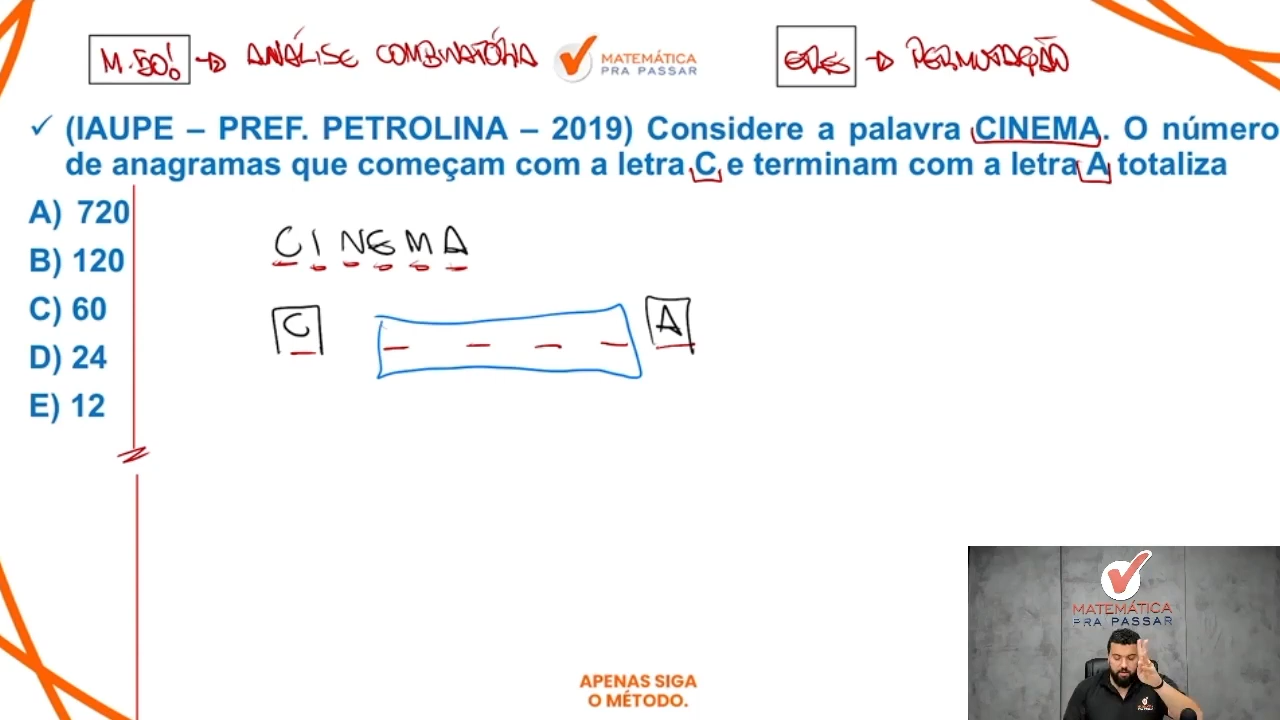 M.50! → ANÁLISE COMBINATÓRIA
MATEMÁTICA
PRA PASSAR
→ PERMUTAÇÃO
✓ (IAUPE – PREF. PETROLINA – 2019) Considere a palavra CINEMA. O número
de anagramas que começam com a letra C e terminam com a letra A totaliza
A) 720
B) 120
C) 60
D) 24
E) 12
CINEMA
C A
MATEMÁTICA
PRA PASSAR
APENAS SIGA
O MÉTODO.